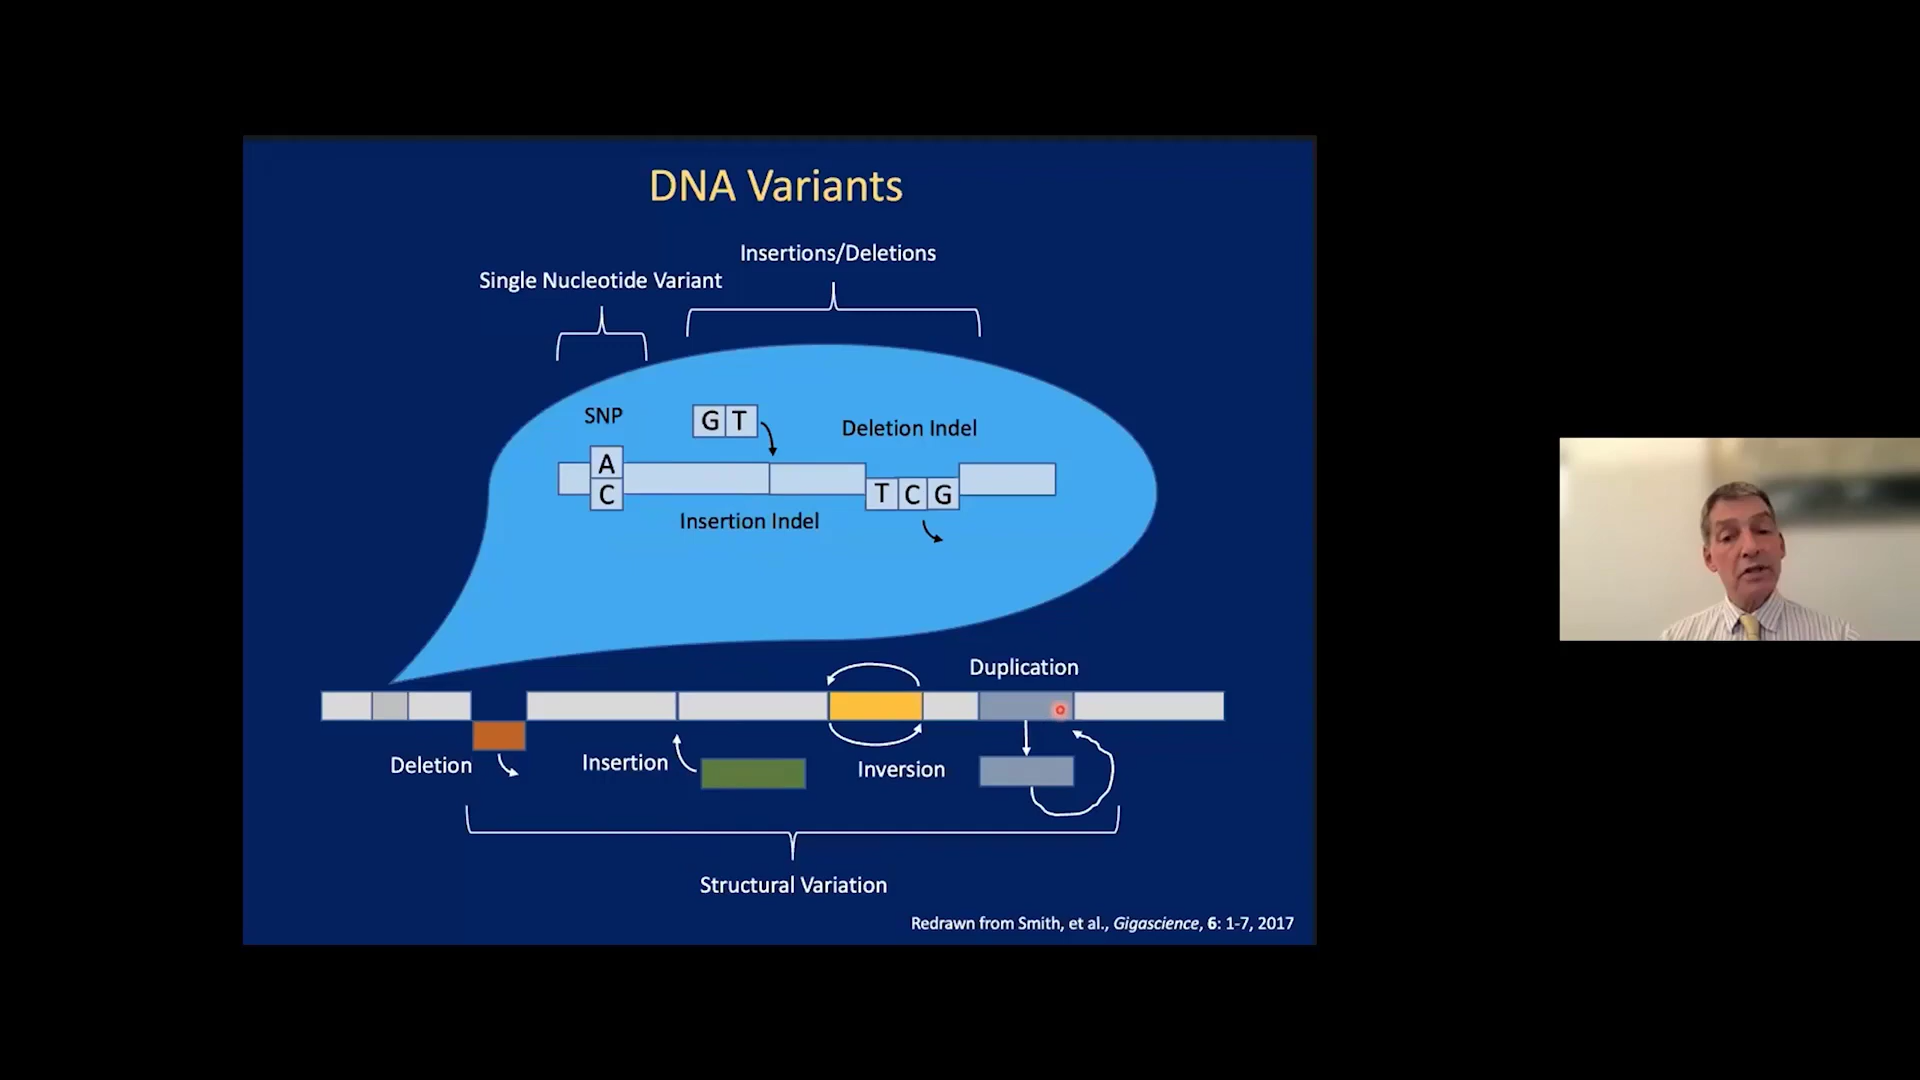 DNA Variants
Insertions/Deletions
Single Nucleotide Variant
SNP
G T
Deletion Indel
A
C
T C G
Insertion Indel
Duplication
Deletion
Insertion
Inversion
Structural Variation
Redrawn from Smith, et al., Gigascience, 6: 1-7, 2017